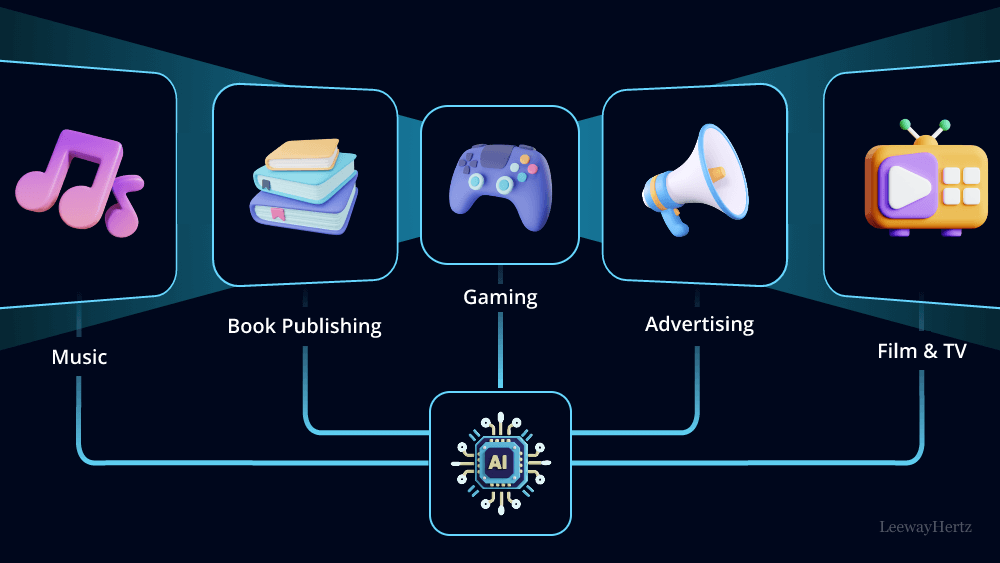 Gaming
Book Publishing
Advertising
Music
Film & TV
AI
LeewayHertz